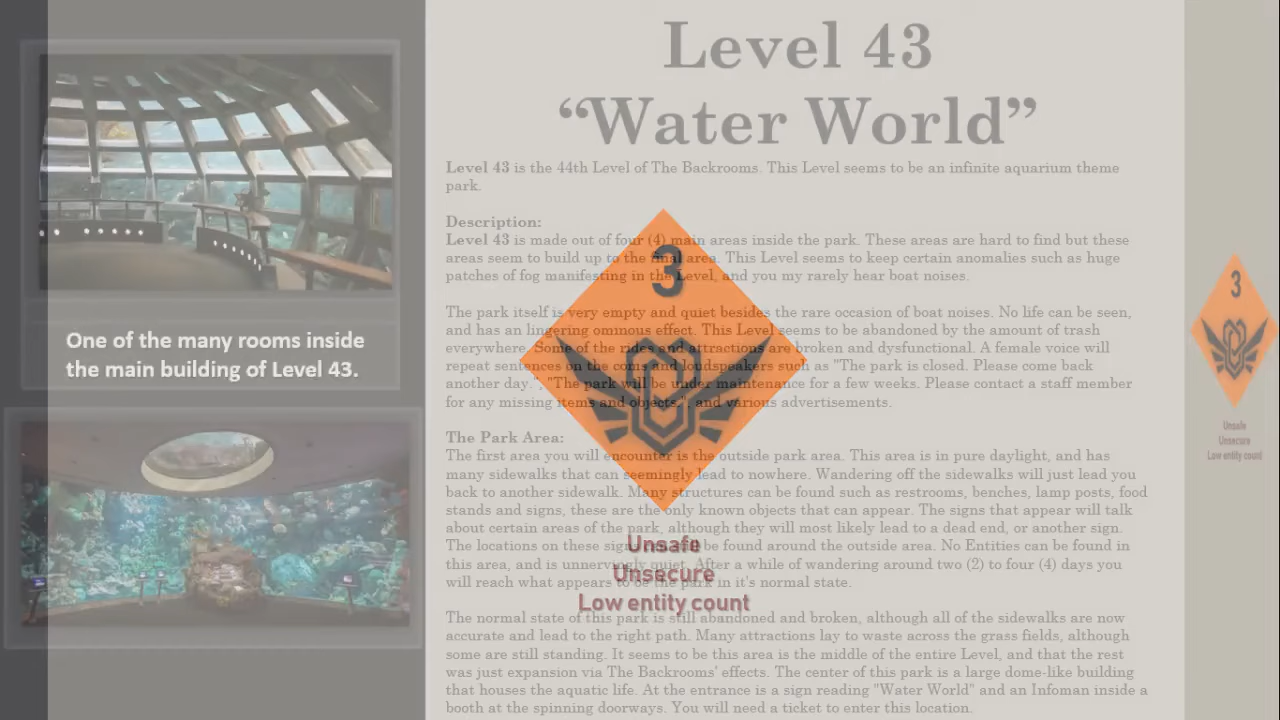 Level 43
“Water World”
Level 43 is the 44th Level of The Backrooms. This Level seems to be an infinite aquarium theme
park.
Description:
Level 43 is made out of four (4) main areas inside the park. These areas are hard to find but these
areas seem to build up to the final area. This Level seems to keep certain anomalies such as huge
patches of fog manifesting in the Level, and you my rarely hear boat noises.
The park itself is very empty and quiet besides the rare occasion of boat noises. No life can be seen,
and has an lingering ominous effect. This Level seems to be abandoned by the amount of trash
everywhere. Some of the rides and attractions are broken and dysfunctional. A female voice will
repeat sentences on the coms and loudspeakers such as "The park is closed. Please come back
another day.", "The park will be under maintenance for a few weeks. Please contact a staff member
for any missing items and objects.", and various advertisements.
The Park Area:
The first area you will encounter is the outside park area. This area is in pure daylight, and has
many sidewalks that can seemingly lead to nowhere. Wandering off the sidewalks will just lead you
back to another sidewalk. Many structures can be found such as restrooms, benches, lamp posts, food
stands and signs, these are the only known objects that can appear. The signs that appear will talk
about certain areas of the park, although they will most likely lead to a dead end, or another sign.
The locations on these signs be found around the outside area. No Entities can be found in
this area, and is unnervingly quiet. After a while of wandering around two (2) to four (4) days you
will reach what appears to be the park in it's normal state.
The normal state of this park is still abandoned and broken, although all of the sidewalks are now
accurate and lead to the right path. Many attractions lay to waste across the grass fields, although
some are still standing. It seems to be this area is the middle of the entire Level, and that the rest
was just expansion via The Backrooms' effects. The center of this park is a large dome-like building
that houses the aquatic life. At the entrance is a sign reading "Water World" and an Infoman inside a
booth at the spinning doorways. You will need a ticket to enter this location.
One of the many rooms inside
the main building of Level 43.
3
Unsafe
Unsecure
Low entity count
3
Unsafe
Unsecure
Low entity count